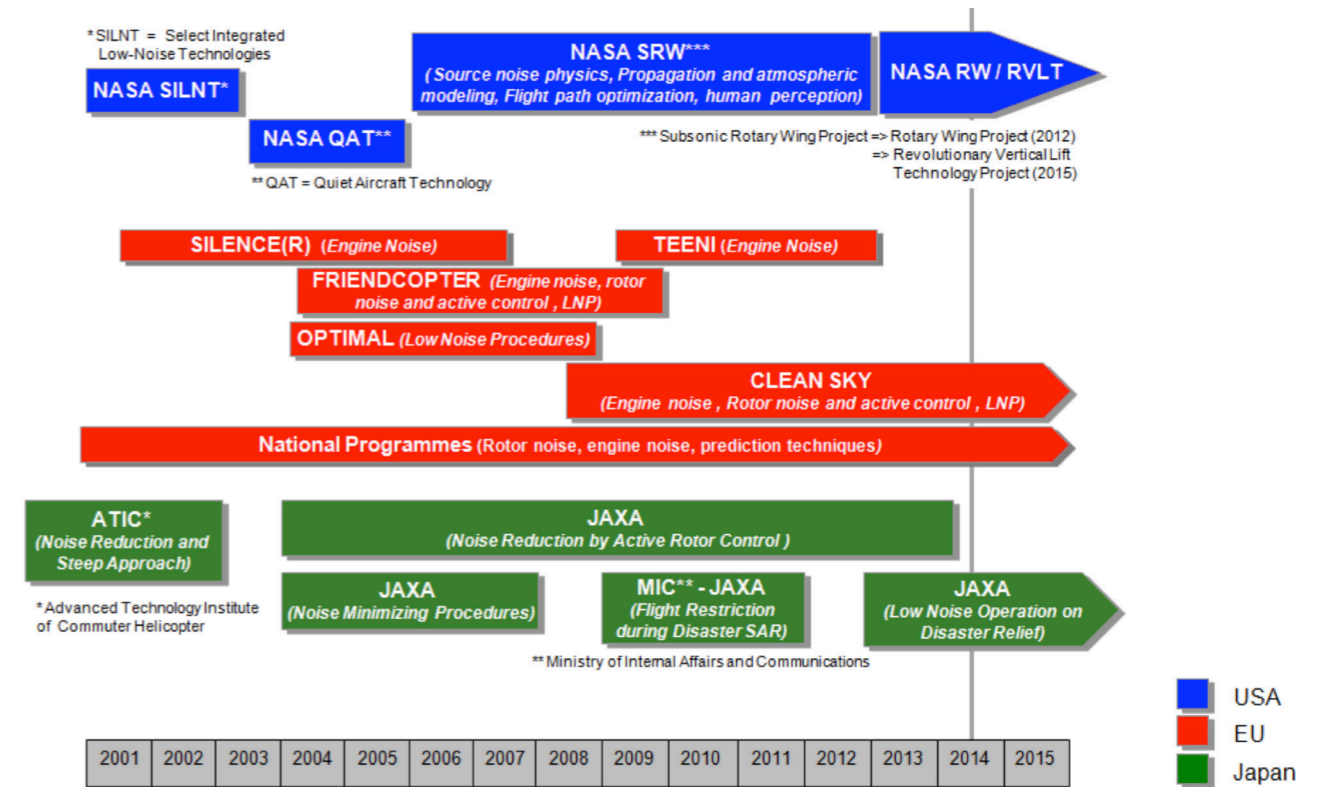 * SILNT = Select Integrated
Low-Noise Technologies
NASA SILNT*
NASA QAT**
** QAT = Quiet Aircraft Technology
NASA SRW***
( Source noise physics, Propagation and atmospheric
modeling, Flight path optimization, human perception)
NASA RW / RVLT
*** Subsonic Rotary Wing Project => Rotary Wing Project (2012)
=> Revolutionary Vertical Lift
Technology Project (2015)
SILENCE(R) (Engine Noise)
TEENI (Engine Noise)
FRIENDCOPTER (Engine noise, rotor
noise and active control , LNP)
OPTIMAL (Low Noise Procedures)
CLEAN SKY
(Engine noise , Rotor noise and active control , LNP)
National Programmes (Rotor noise, engine noise, prediction techniques)
ATIC*
(Noise Reduction and
Steep Approach)
* Advanced Technology Institute
of Commuter Helicopter
JAXA
(Noise Reduction by Active Rotor Control )
JAXA
(Noise Minimizing Procedures)
MIC** - JAXA
(Flight Restriction
during Disaster SAR)
JAXA
(Low Noise Operation on
Disaster Relief)
** Ministry of Internal Affairs and Communications
2001 2002 2003 2004 2005 2006 2007 2008 2009 2010 2011 2012 2013 2014 2015
USA
EU
Japan